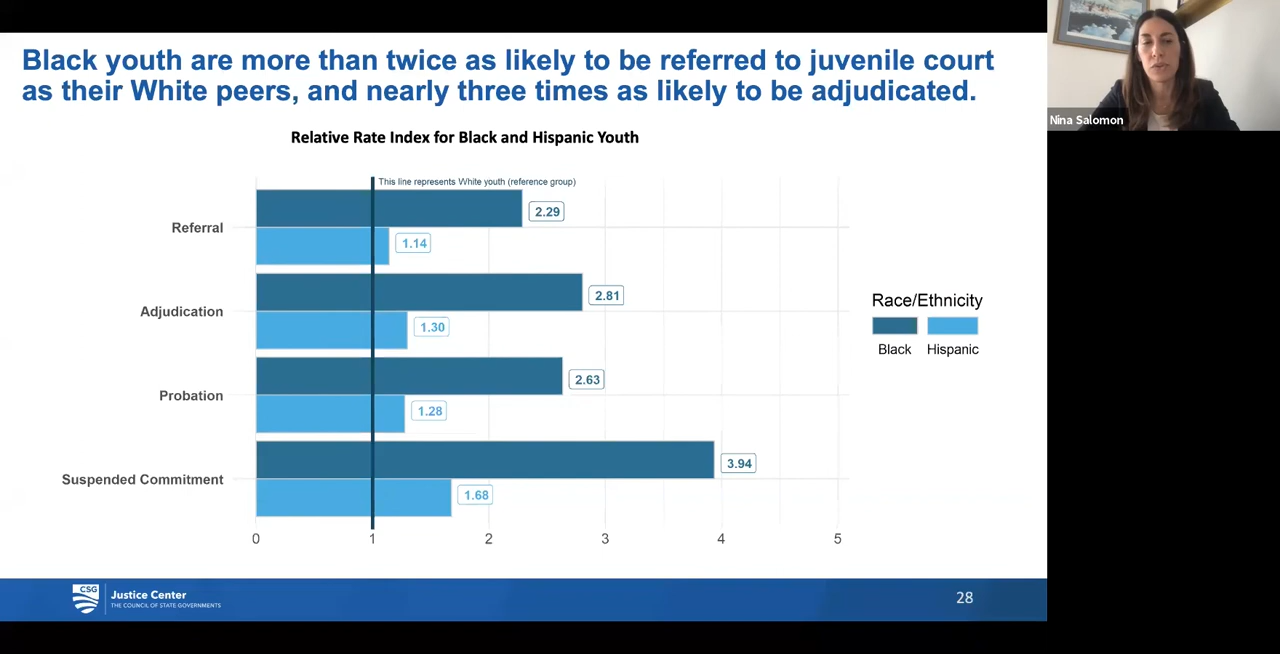 Black youth are more than twice as likely to be referred to juvenile court
as their White peers, and nearly three times as likely to be adjudicated.
Nina Salomon
Relative Rate Index for Black and Hispanic Youth
This line represents White youth (reference group)
Referral
2.29
1.14
Adjudication
2.81
1.30
Probation
2.63
1.28
Suspended Commitment
3.94
1.68
0 1 2 3 4 5
Race/Ethnicity
Black Hispanic
CSG
Justice Center
THE COUNCIL OF STATE GOVERNMENTS
28